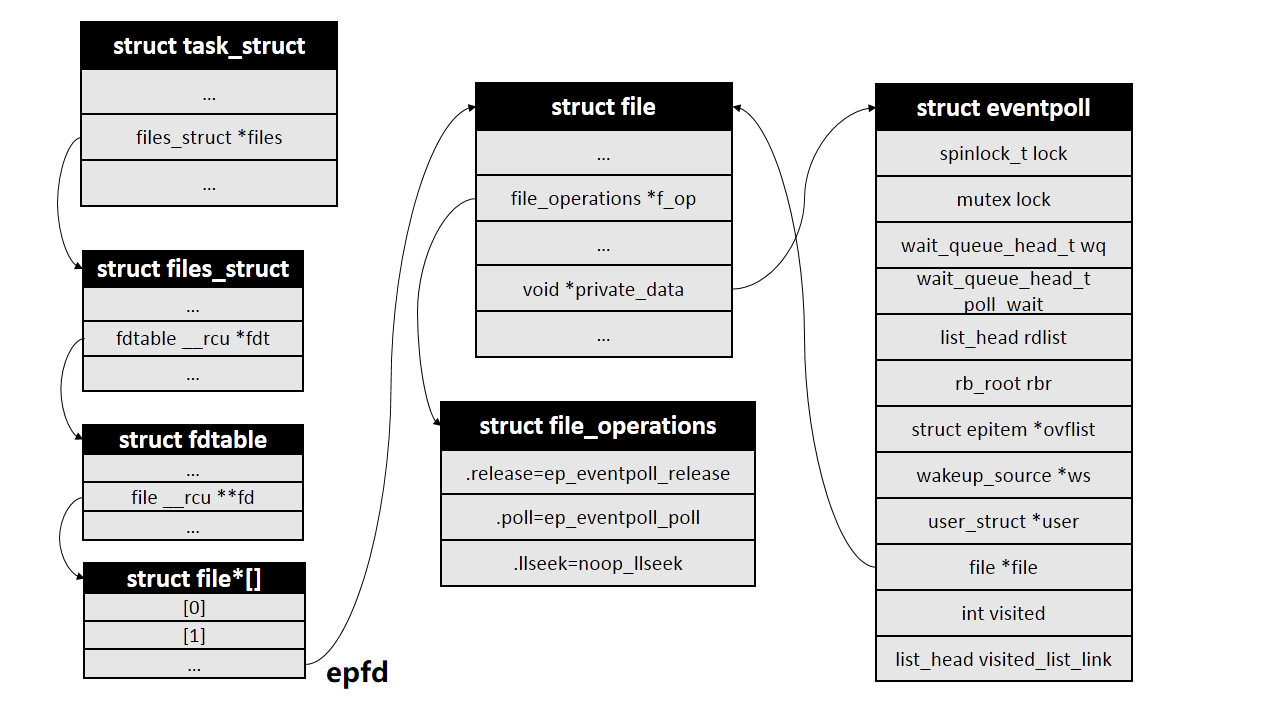 struct task_struct
...
files_struct *files
...
struct files_struct
...
fdtable __rcu *fdt
...
struct fdtable
...
file __rcu **fd
...
struct file*[]
[0]
[1]
...
epfd
struct file
...
file_operations *f_op
...
void *private_data
...
struct file_operations
.release=ep_eventpoll_release
.poll=ep_eventpoll_poll
.llseek=noop_llseek
struct eventpoll
spinlock_t lock
mutex lock
wait_queue_head_t wq
wait_queue_head_t
poll_wait
list_head rdlist
rb_root rbr
struct epitem *ovflist
wakeup_source *ws
user_struct *user
file *file
int visited
list_head visited_list_link